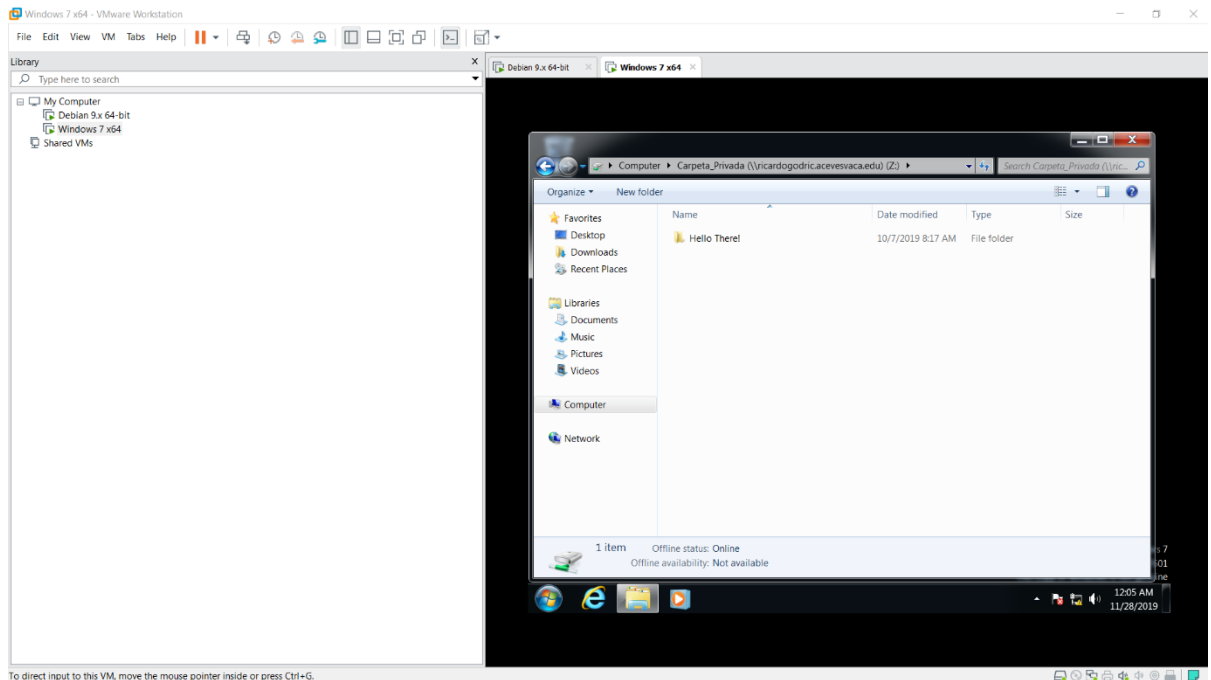 Windows 7 x64 - VMware Workstation
File Edit View VM Tabs Help
Library X
Type here to search
My Computer
Debian 9.x 64-bit
Windows 7 x64
Shared VMs
Debian 9.x 64-bit Windows 7 x64
Computer Carpeta_Privada (\\ricardogodric.acevesvaca.edu) (Z:) Search Carpeta_Privada (\\ric...
Organize New folder
Favorites
Desktop
Downloads
Recent Places
Libraries
Documents
Music
Pictures
Videos
Computer
Network
Name Date modified Type Size
Hello There! 10/7/2019 8:17 AM File folder
1 item Offline status: Online
Offline availability: Not available
12:05 AM
11/28/2019
To direct input to this VM, move the mouse pointer inside or press Ctrl+G.